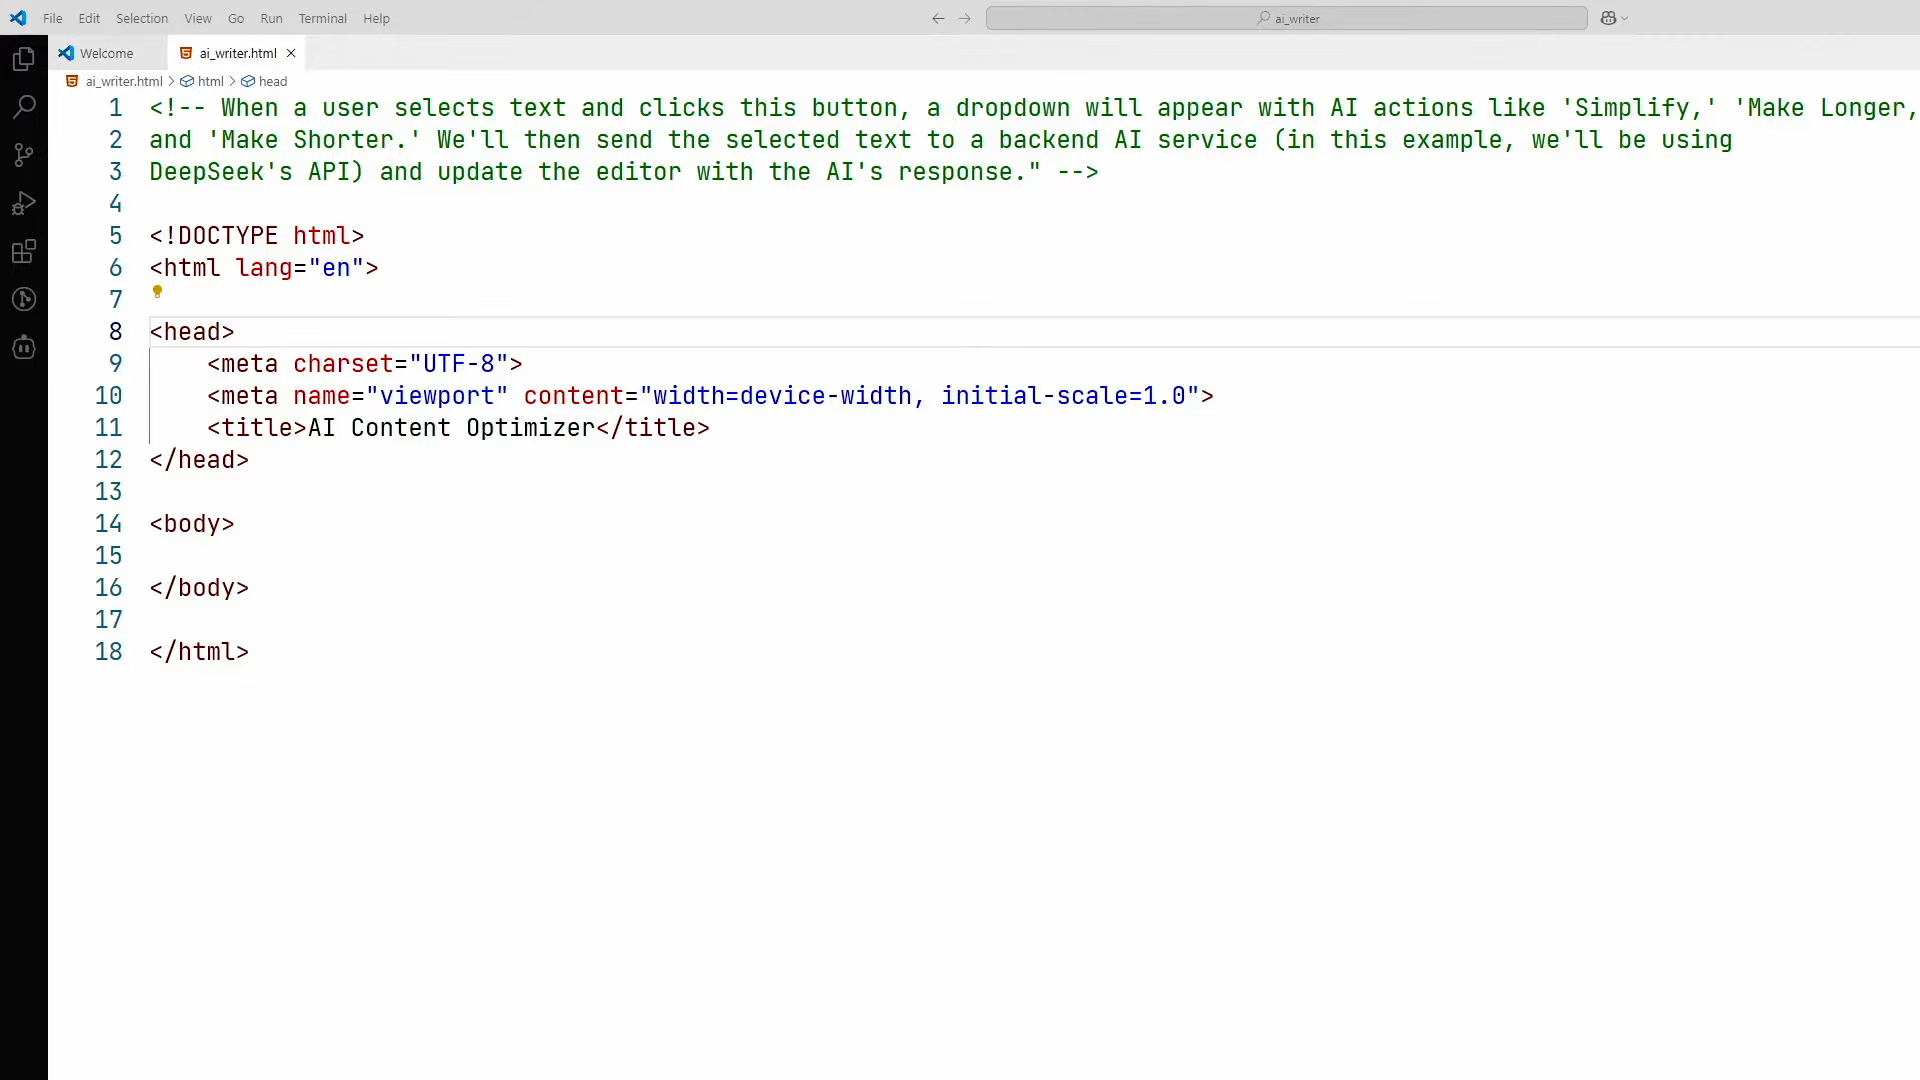 File Edit Selection View Go Run Terminal Help
ai_writer
Welcome
ai_writer.html
ai_writer.html > html > head
1 <!-- When a user selects text and clicks this button, a dropdown will appear with AI actions like 'Simplify,' 'Make Longer,
2 and 'Make Shorter.' We'll then send the selected text to a backend AI service (in this example, we'll be using
3 DeepSeek's API) and update the editor with the AI's response." -->
4
5 <!DOCTYPE html>
6 <html lang="en">
7
8 <head>
9 <meta charset="UTF-8">
10 <meta name="viewport" content="width=device-width, initial-scale=1.0">
11 <title>AI Content Optimizer</title>
12 </head>
13
14 <body>
15
16 </body>
17
18 </html>